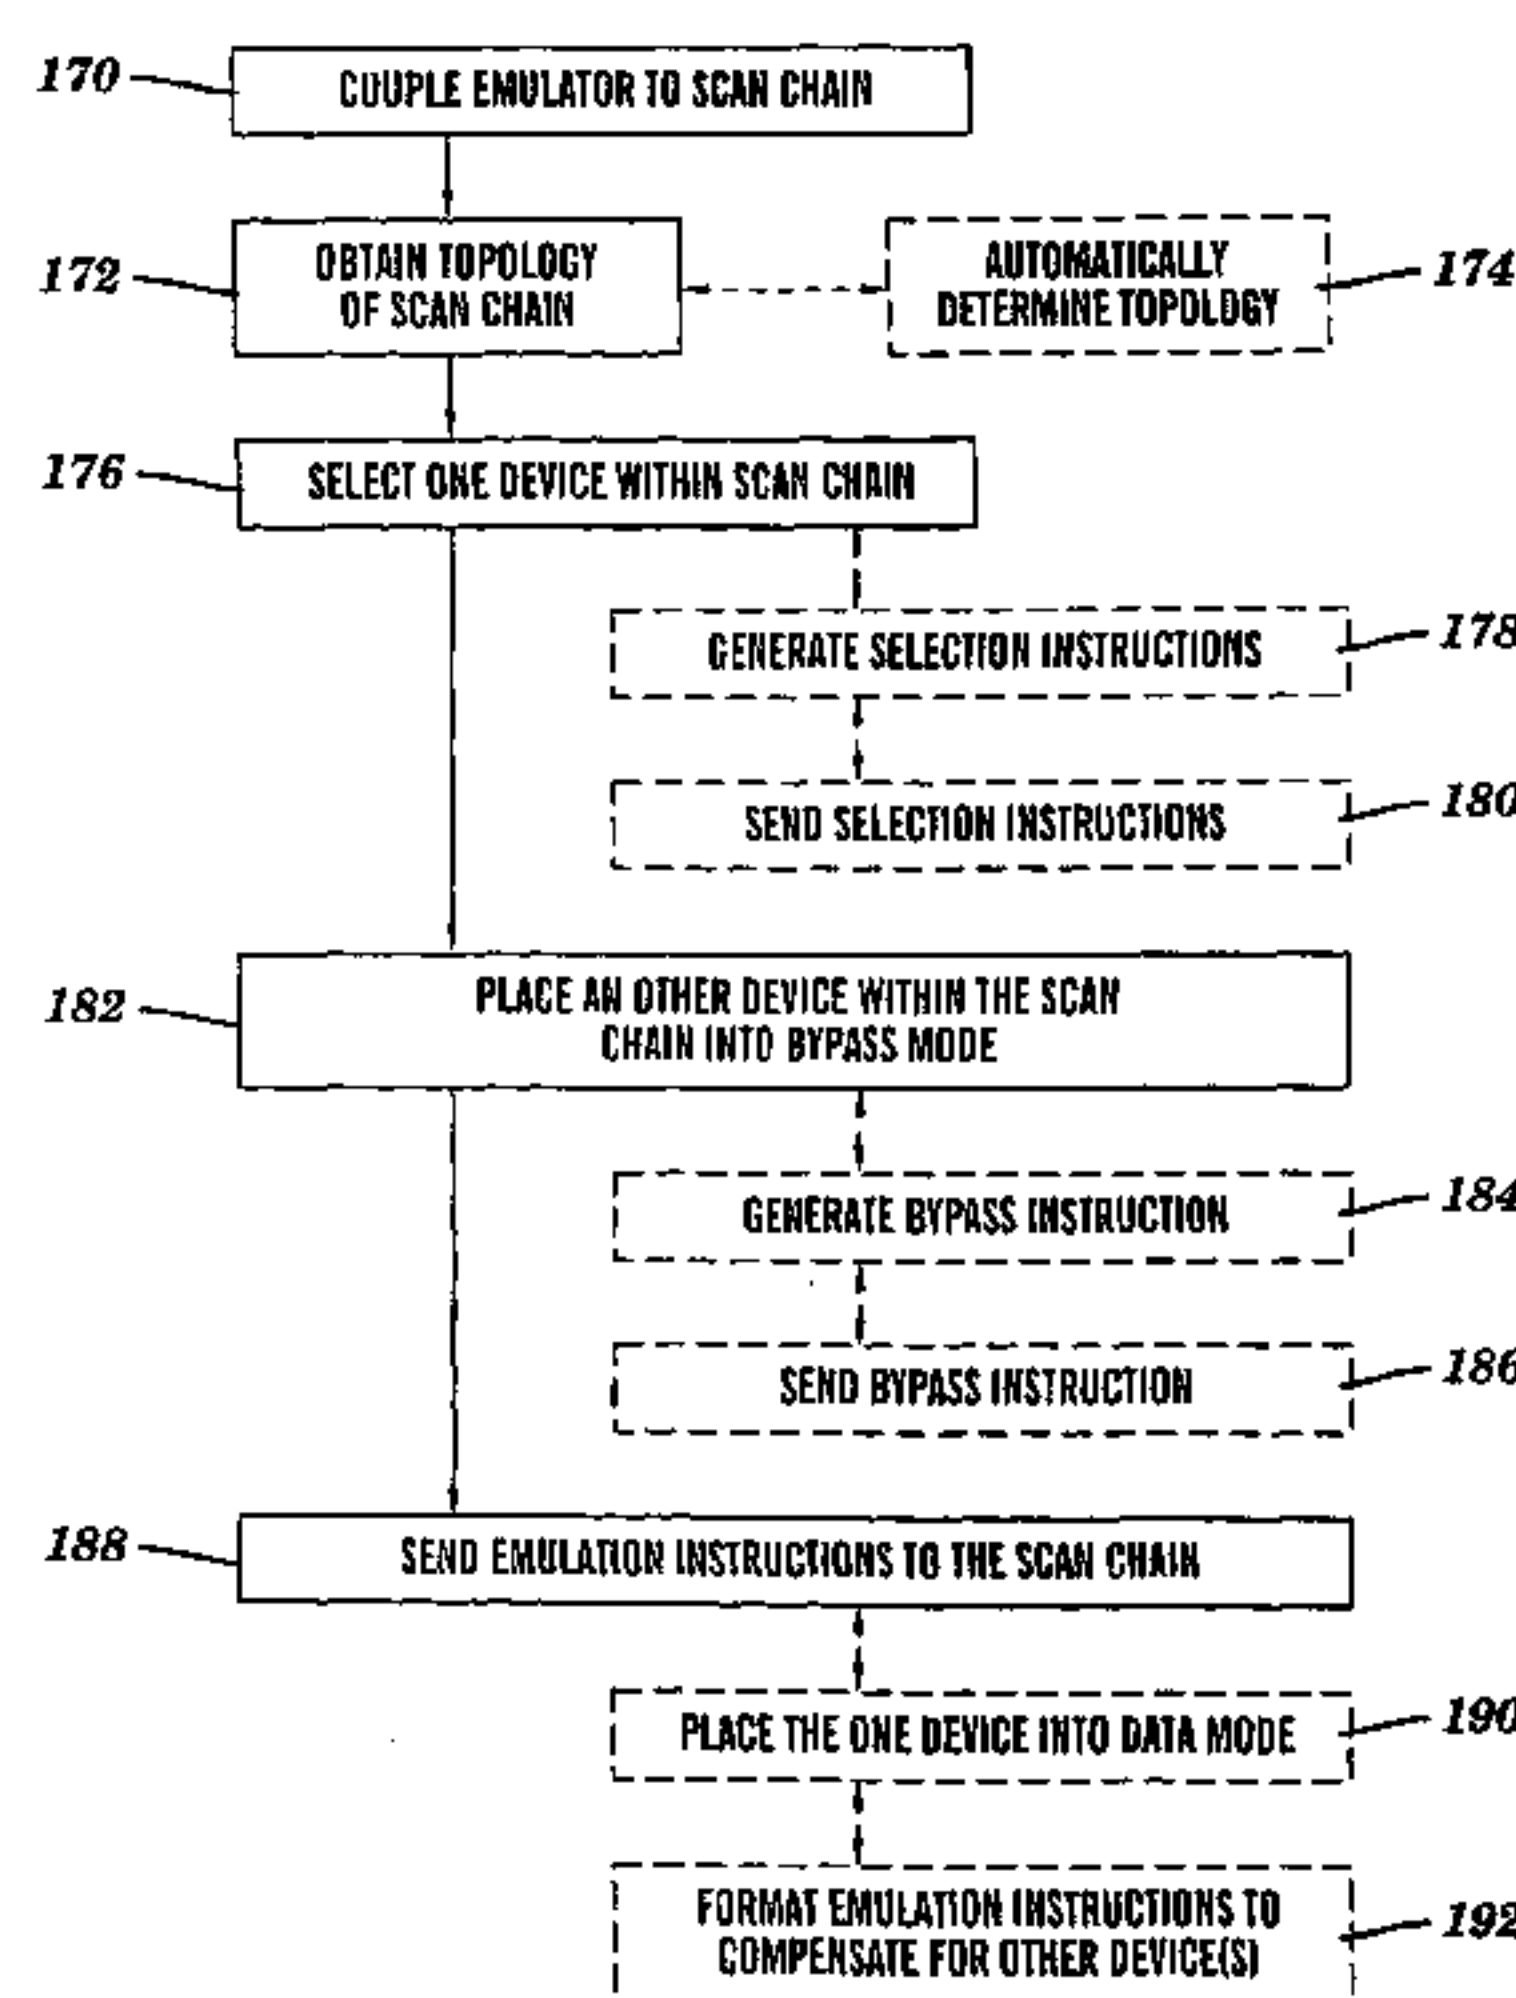 170
COUPLE EMULATOR TO SCAN CHAIN
172
OBTAIN TOPOLOGY
OF SCAN CHAIN
AUTOMATICALLY
DETERMINE TOPOLOGY
174
176
SELECT ONE DEVICE WITHIN SCAN CHAIN
GENERATE SELECTION INSTRUCTIONS
178
SEND SELECTION INSTRUCTIONS
180
182
PLACE AN OTHER DEVICE WITHIN THE SCAN
CHAIN INTO BYPASS MODE
GENERATE BYPASS INSTRUCTION
184
SEND BYPASS INSTRUCTION
186
188
SEND EMULATION INSTRUCTIONS TO THE SCAN CHAIN
PLACE THE ONE DEVICE INTO DATA MODE
190
FORMAT EMULATION INSTRUCTIONS TO
COMPENSATE FOR OTHER DEVICE(S)
192